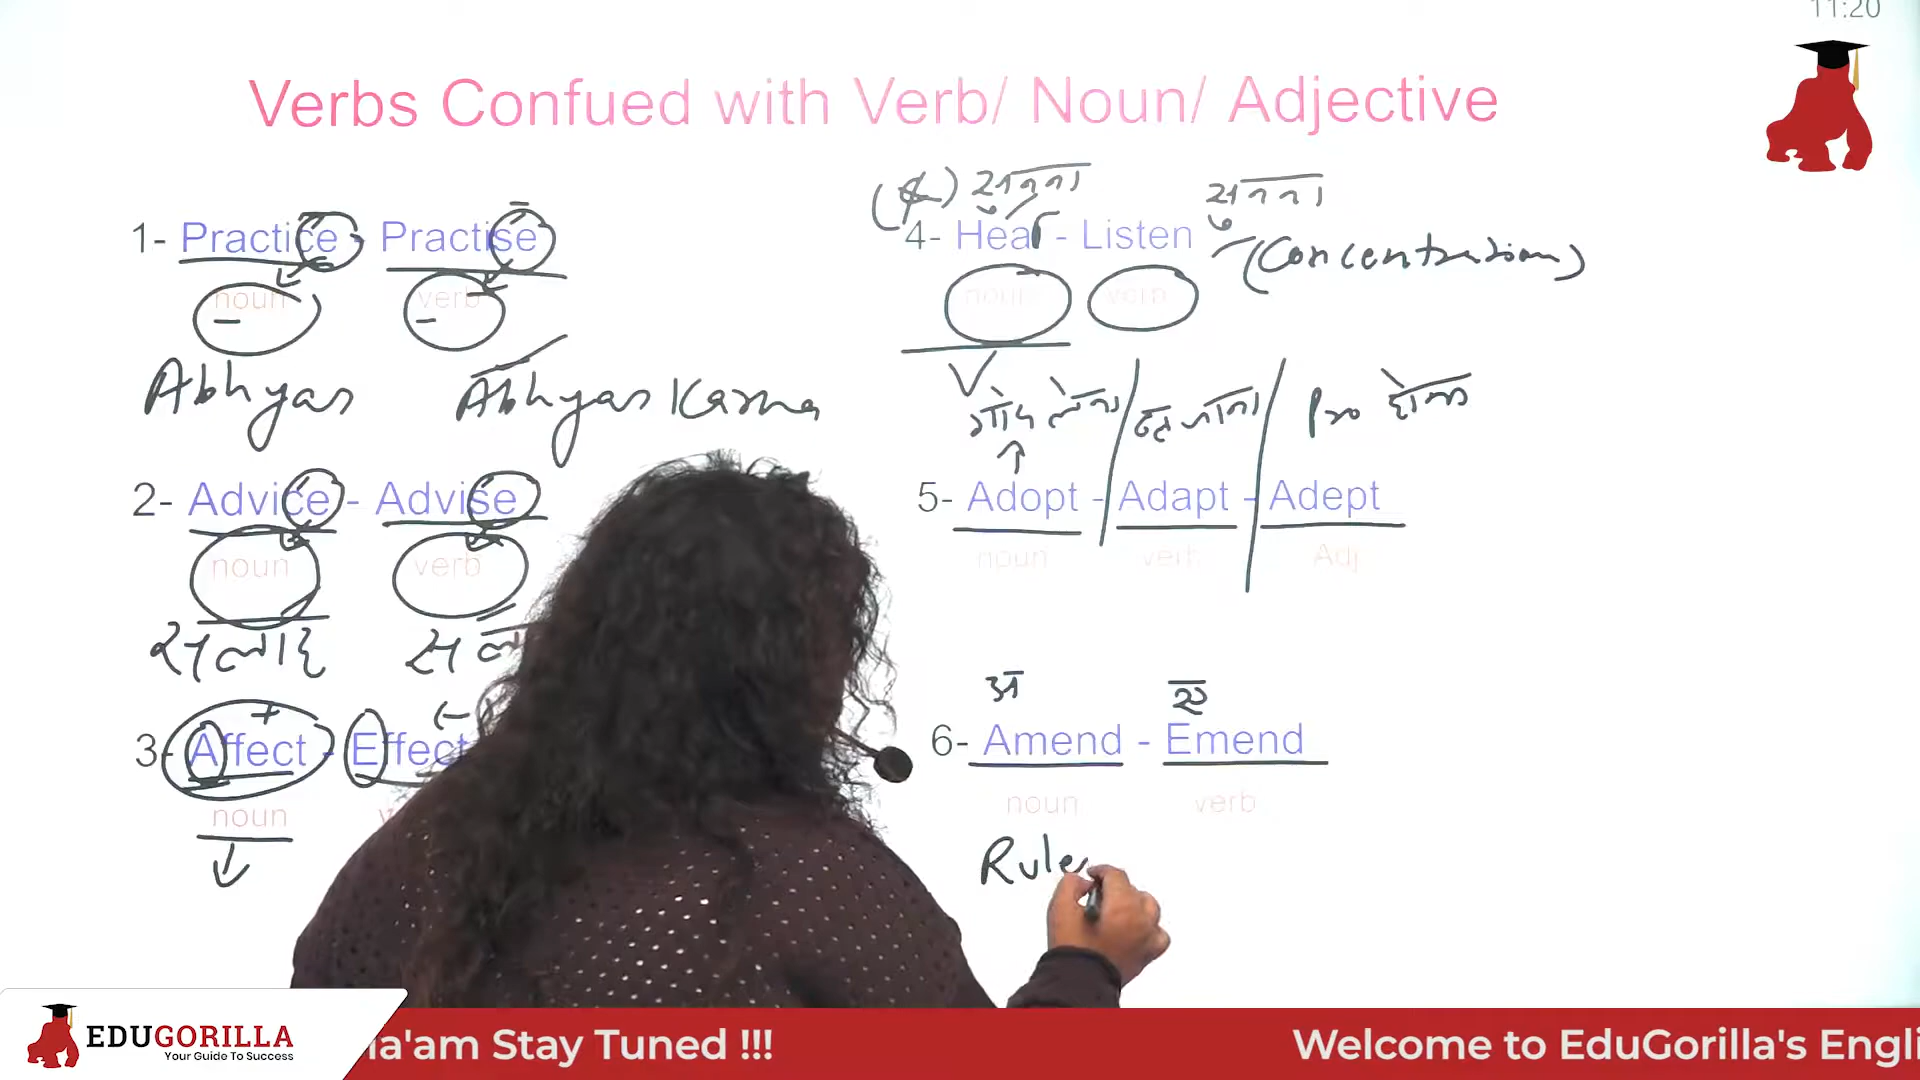 11:20
Verbs Confued with Verb/ Noun/ Adjective
1- Practice - Practise
noun verb
Abhyas Abhyas Karna
2- Advice - Advise
noun verb
सलाह सला
3- Affect - Effect
noun
सुनना सुनना
4- Hear - Listen (Concentration)
noun verb
गोद लेना Pro होना
5- Adopt - Adapt - Adept
noun verb Adj
अ ए
6- Amend - Emend
noun verb
Rule
EDUGORILLA
Your Guide To Success
Ma'am Stay Tuned !!! Welcome to EduGorilla's Engli